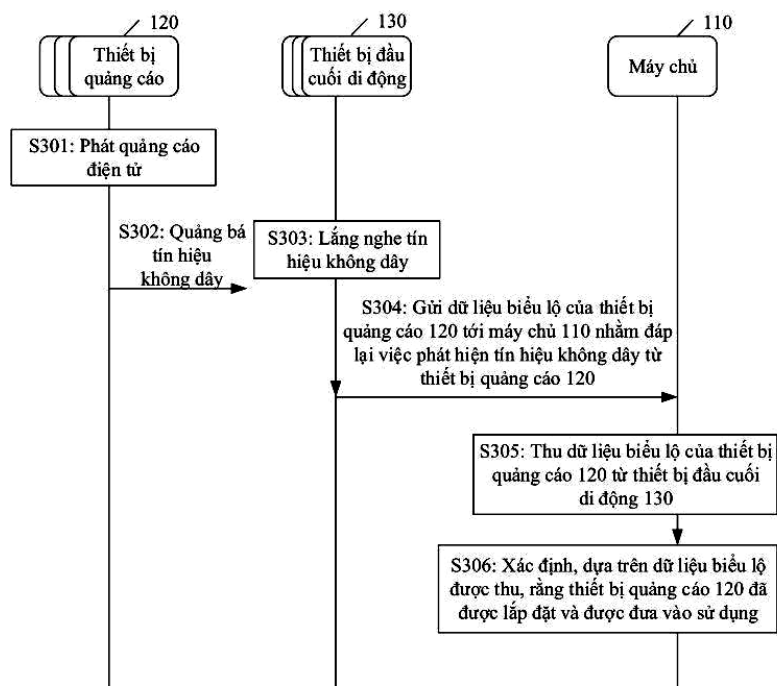 120
130
110
Thiết bị
quảng cáo
Thiết bị đầu
cuối di động
Máy chủ
S301: Phát quảng cáo
điện tử
S302: Quảng bá
tín hiệu
không dây
S303: Lắng nghe tín
hiệu không dây
S304: Gửi dữ liệu biểu lộ của thiết bị
quảng cáo 120 tới máy chủ 110 nhằm đáp
lại việc phát hiện tín hiệu không dây từ
thiết bị quảng cáo 120
S305: Thu dữ liệu biểu lộ của thiết bị
quảng cáo 120 từ thiết bị đầu cuối
di động 130
S306: Xác định, dựa trên dữ liệu biểu lộ
được thu, rằng thiết bị quảng cáo 120 đã
được lắp đặt và được đưa vào sử dụng